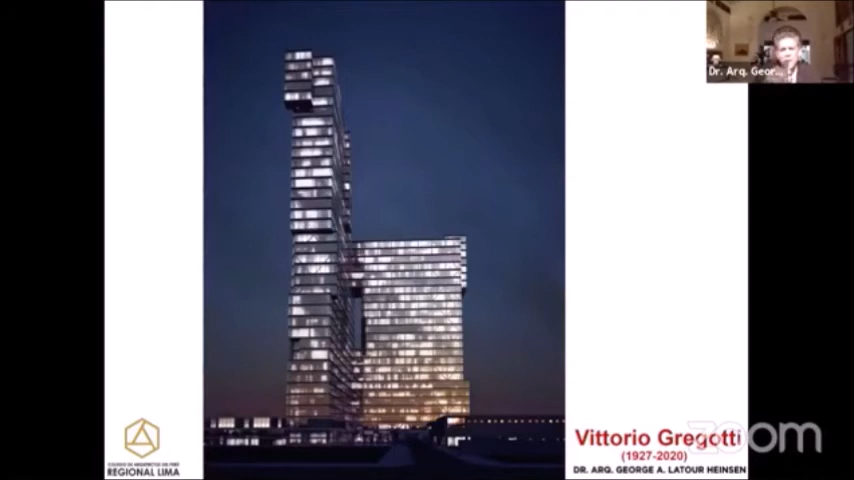 Dr. Arq. Geor...
COLEGIO DE ARQUITECTOS DEL PERÚ
REGIONAL LIMA
Vittorio Gregotti
(1927-2020)
DR. ARQ. GEORGE A. LATOUR HEINSEN
zoom